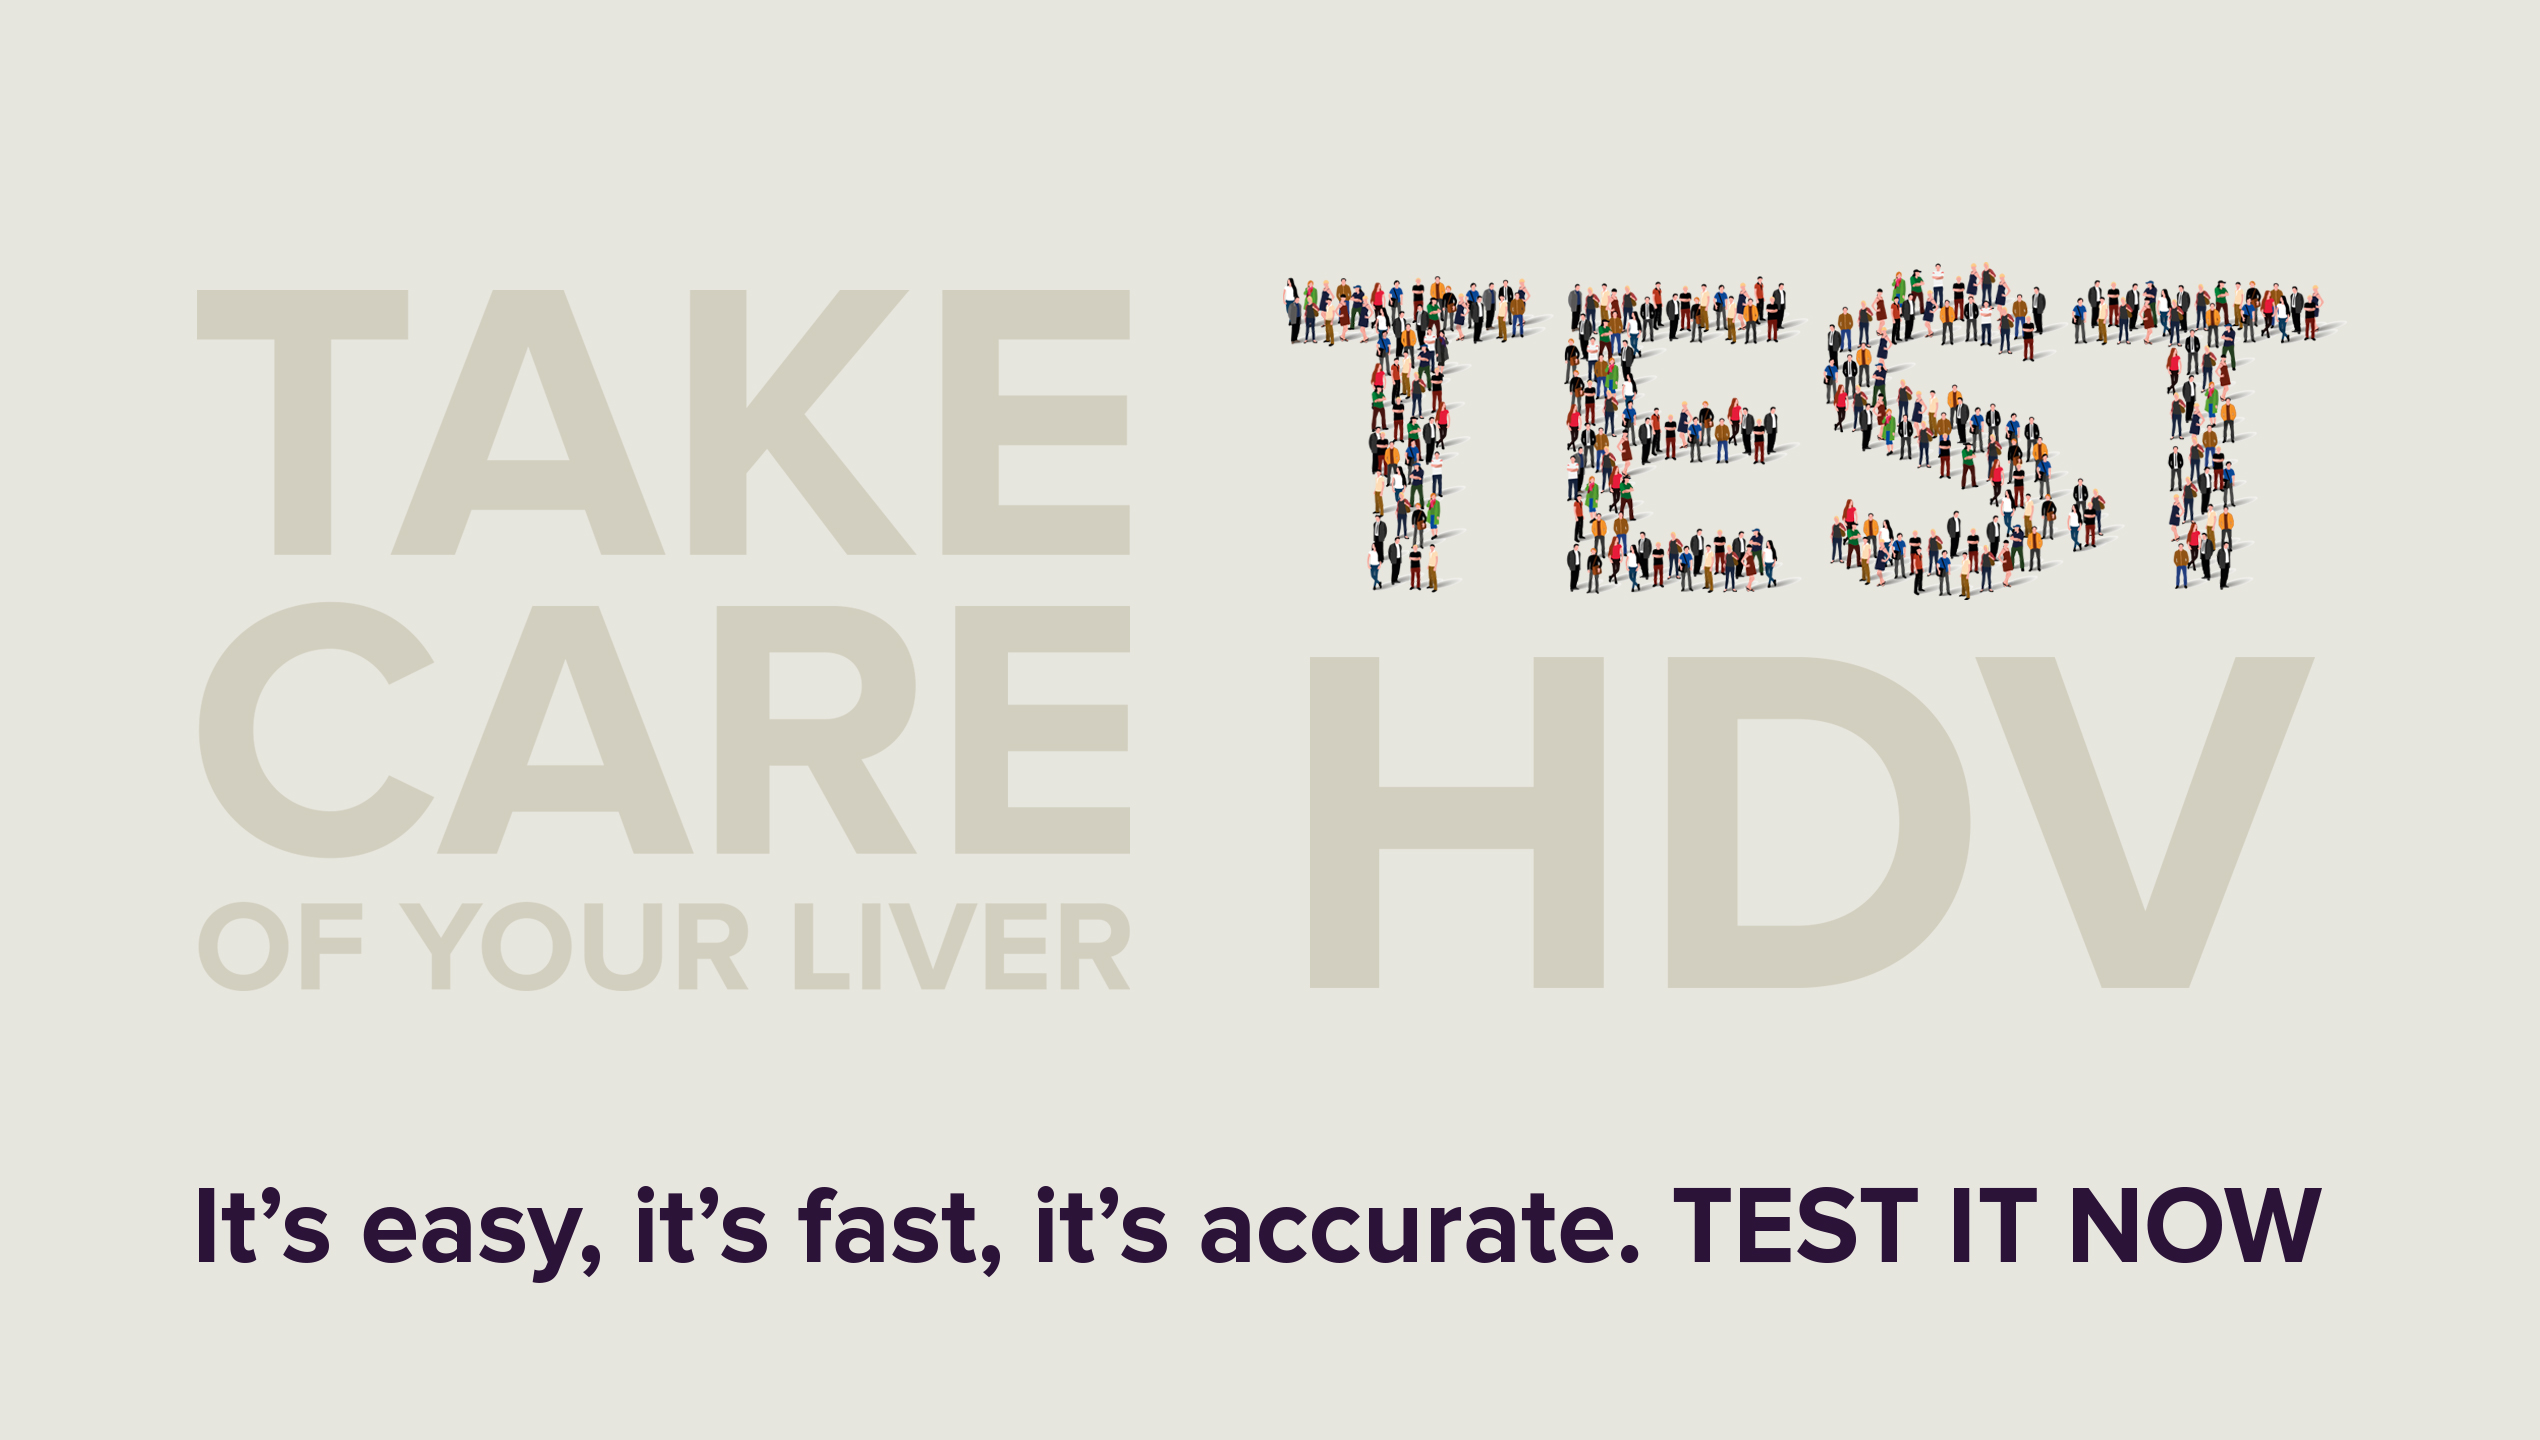 TAKE
CARE
OF YOUR LIVER
TEST
HDV
It’s easy, it’s fast, it’s accurate. TEST IT NOW